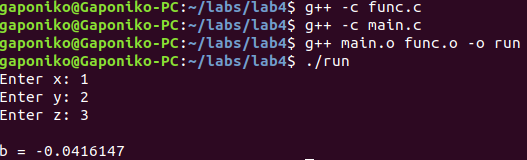 gaponiko@Gaponiko-PC:~/labs/lab4$ g++ -c func.c
gaponiko@Gaponiko-PC:~/labs/lab4$ g++ -c main.c
gaponiko@Gaponiko-PC:~/labs/lab4$ g++ main.o func.o -o run
gaponiko@Gaponiko-PC:~/labs/lab4$ ./run
Enter x: 1
Enter y: 2
Enter z: 3
b = -0.0416147